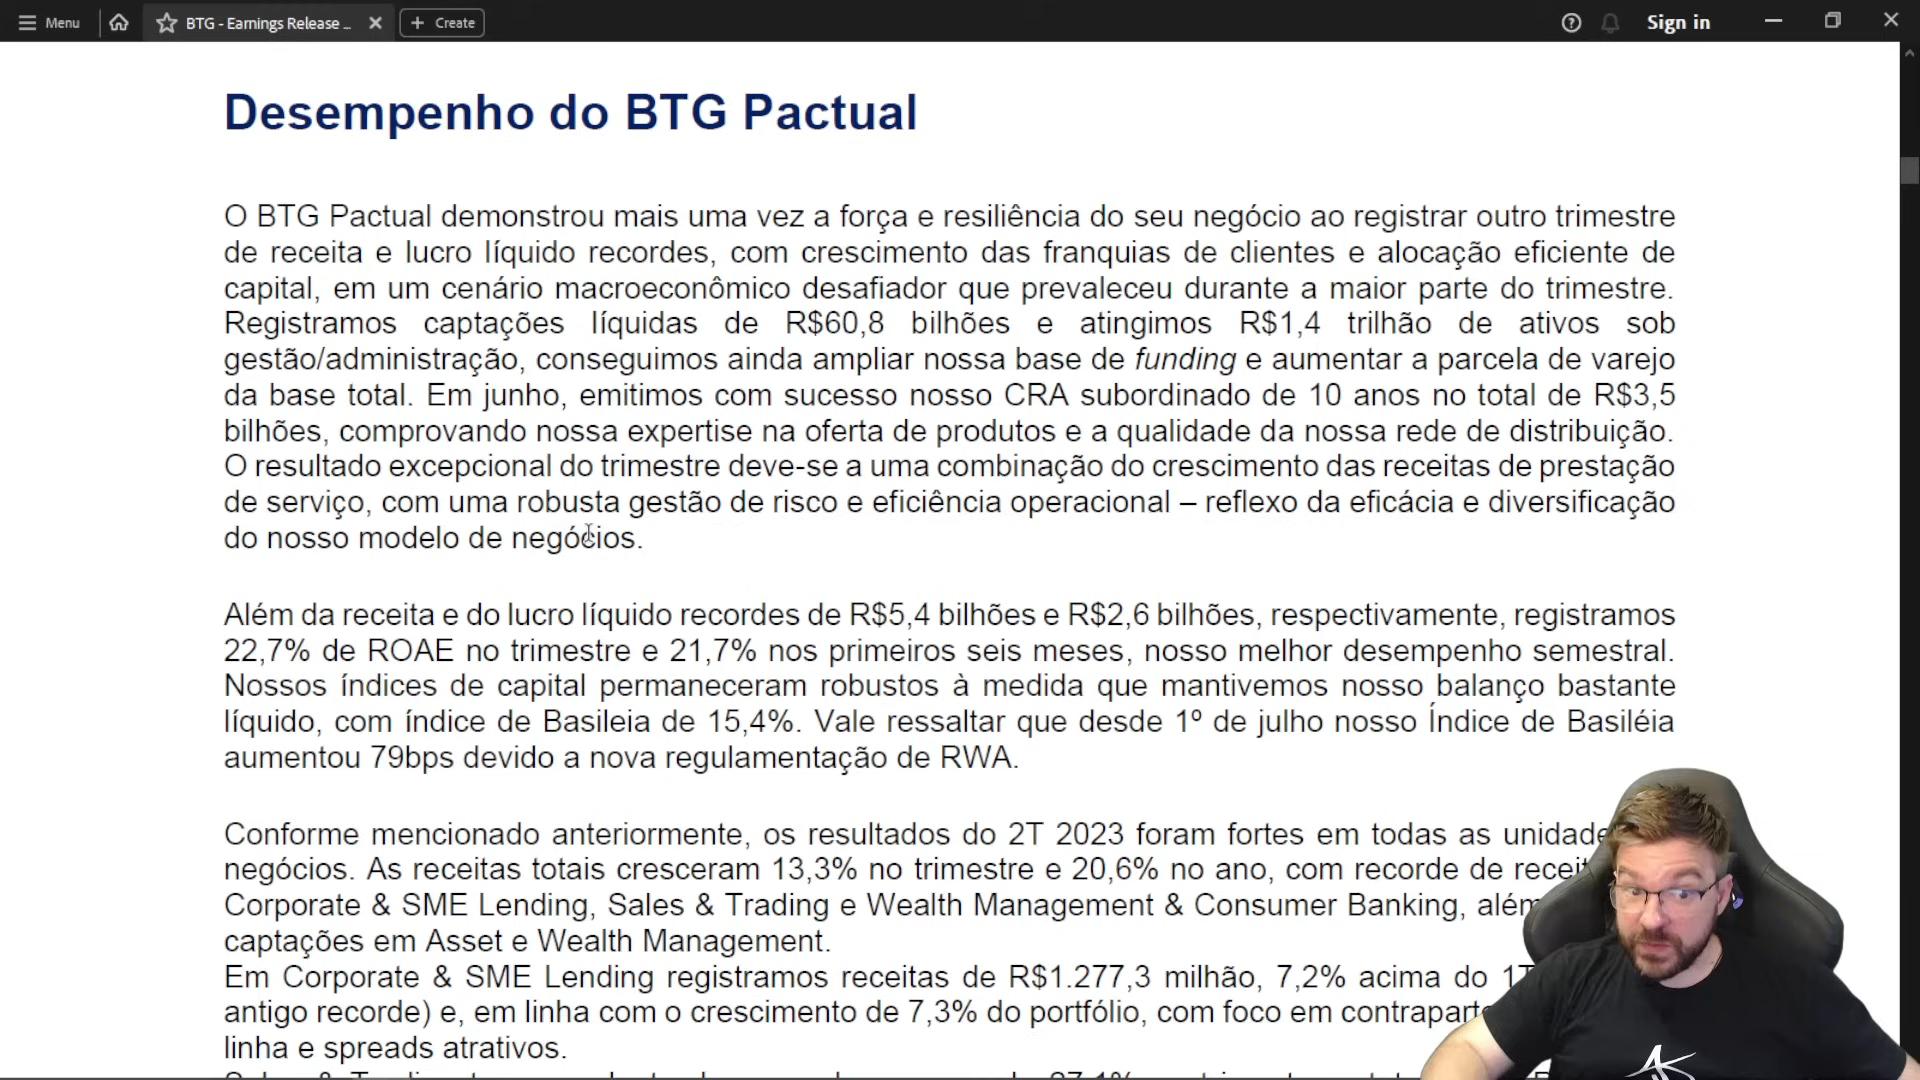 Menu
BTG - Earnings Release ...
Create
Sign in
Desempenho do BTG Pactual
O BTG Pactual demonstrou mais uma vez a força e resiliência do seu negócio ao registrar outro trimestre
de receita e lucro líquido recordes, com crescimento das franquias de clientes e alocação eficiente de
capital, em um cenário macroeconômico desafiador que prevaleceu durante a maior parte do trimestre.
Registramos captações líquidas de R$60,8 bilhões e atingimos R$1,4 trilhão de ativos sob
gestão/administração, conseguimos ainda ampliar nossa base de funding e aumentar a parcela de varejo
da base total. Em junho, emitimos com sucesso nosso CRA subordinado de 10 anos no total de R$3,5
bilhões, comprovando nossa expertise na oferta de produtos e a qualidade da nossa rede de distribuição.
O resultado excepcional do trimestre deve-se a uma combinação do crescimento das receitas de prestação
de serviço, com uma robusta gestão de risco e eficiência operacional – reflexo da eficácia e diversificação
do nosso modelo de negócios.
Além da receita e do lucro líquido recordes de R$5,4 bilhões e R$2,6 bilhões, respectivamente, registramos
22,7% de ROAE no trimestre e 21,7% nos primeiros seis meses, nosso melhor desempenho semestral.
Nossos índices de capital permaneceram robustos à medida que mantivemos nosso balanço bastante
líquido, com índice de Basileia de 15,4%. Vale ressaltar que desde 1º de julho nosso Índice de Basiléia
aumentou 79bps devido a nova regulamentação de RWA.
Conforme mencionado anteriormente, os resultados do 2T 2023 foram fortes em todas as unidade
negócios. As receitas totais cresceram 13,3% no trimestre e 20,6% no ano, com recorde de recei
Corporate & SME Lending, Sales & Trading e Wealth Management & Consumer Banking, além
captações em Asset e Wealth Management.
Em Corporate & SME Lending registramos receitas de R$1.277,3 milhão, 7,2% acima do 1T
antigo recorde) e, em linha com o crescimento de 7,3% do portfólio, com foco em contrapart
linha e spreads atrativos.